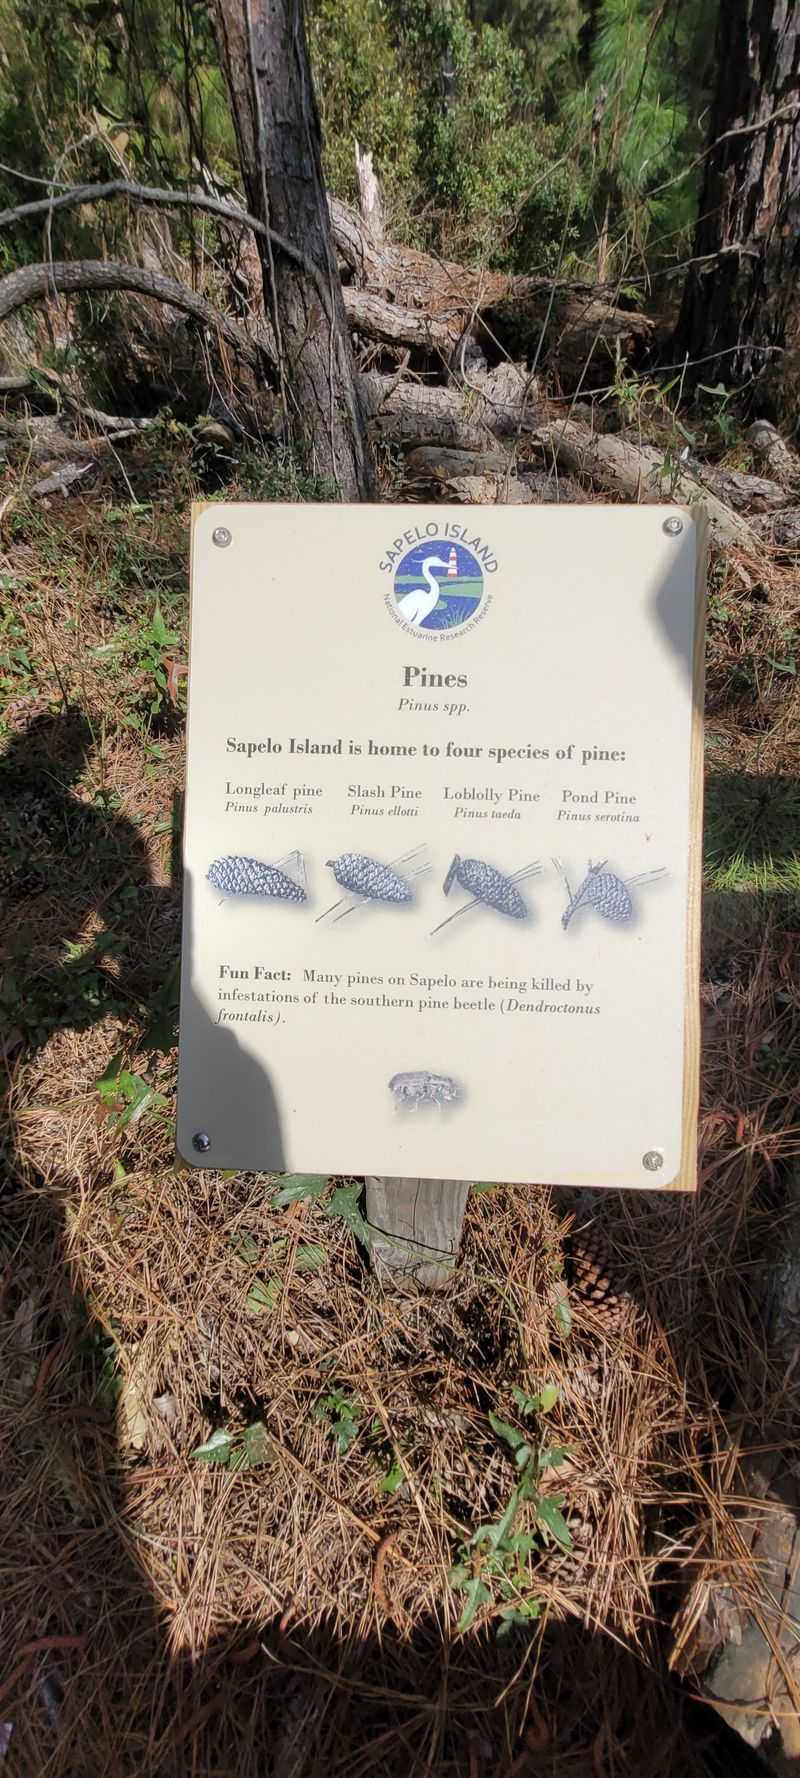 SAPELO ISLAND
National Estuarine Research Reserve
Pines
Pinus spp.
Sapelo Island is home to four species of pine:
Longleaf pine Slash Pine Loblolly Pine Pond Pine
Pinus palustris Pinus ellotti Pinus taeda Pinus serotina
Fun Fact: Many pines on Sapelo are being killed by
infestations of the southern pine beetle (Dendroctonus
frontalis).